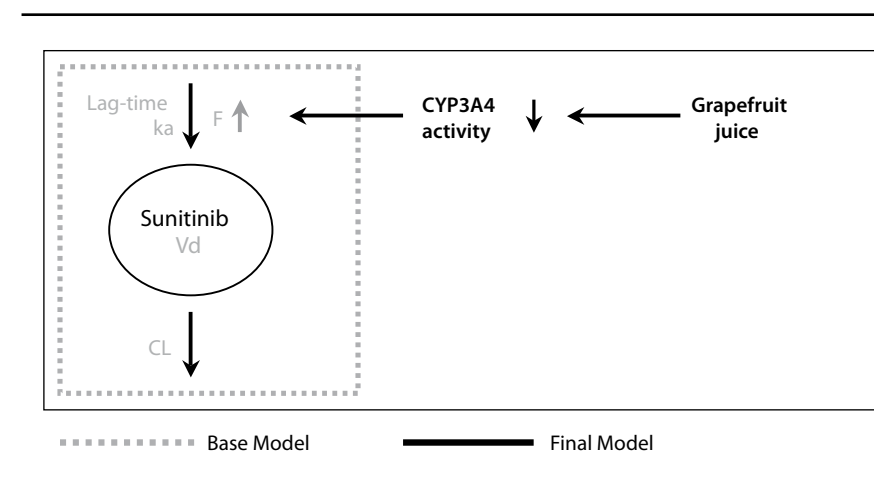 Lag-time
ka
F
CYP3A4
activity
Grapefruit
juice
Sunitinib
Vd
CL
Base Model
Final Model